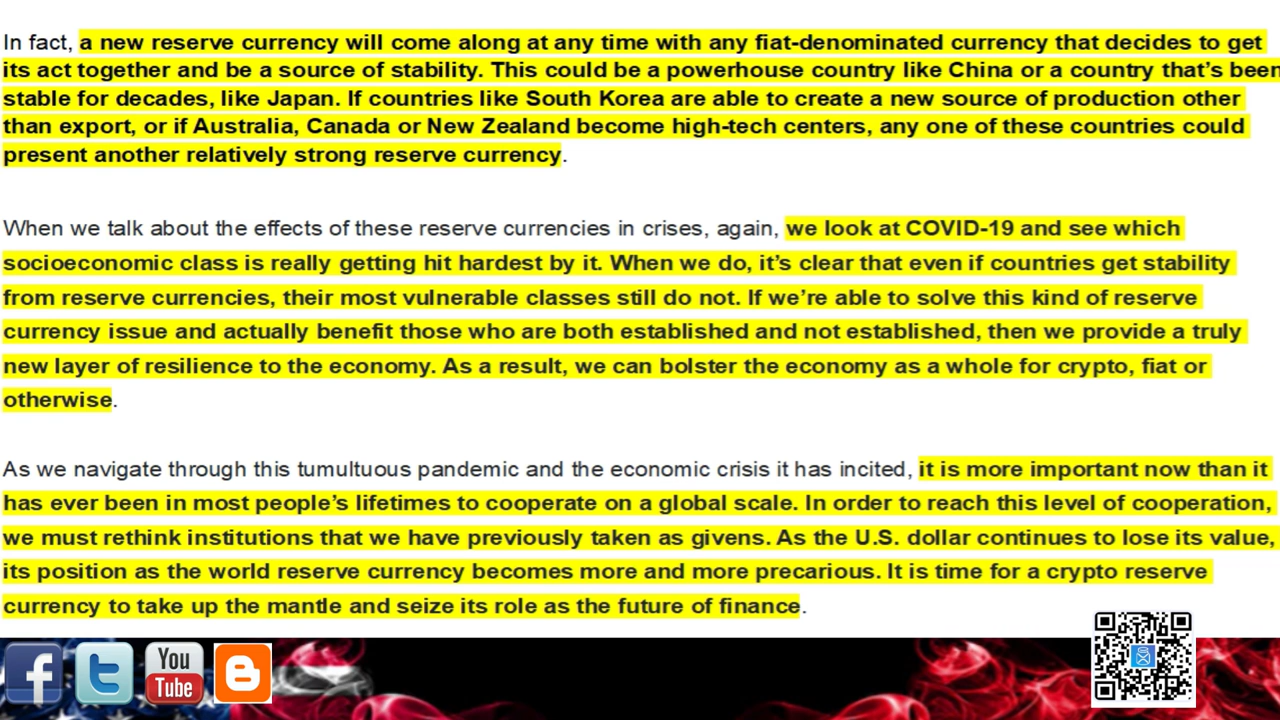 In fact, a new reserve currency will come along at any time with any fiat-denominated currency that decides to get
its act together and be a source of stability. This could be a powerhouse country like China or a country that's been
stable for decades, like Japan. If countries like South Korea are able to create a new source of production other
than export, or if Australia, Canada or New Zealand become high-tech centers, any one of these countries could
present another relatively strong reserve currency.
When we talk about the effects of these reserve currencies in crises, again, we look at COVID-19 and see which
socioeconomic class is really getting hit hardest by it. When we do, it's clear that even if countries get stability
from reserve currencies, their most vulnerable classes still do not. If we're able to solve this kind of reserve
currency issue and actually benefit those who are both established and not established, then we provide a truly
new layer of resilience to the economy. As a result, we can bolster the economy as a whole for crypto, fiat or
otherwise.
As we navigate through this tumultuous pandemic and the economic crisis it has incited, it is more important now than it
has ever been in most people's lifetimes to cooperate on a global scale. In order to reach this level of cooperation,
we must rethink institutions that we have previously taken as givens. As the U.S. dollar continues to lose its value,
its position as the world reserve currency becomes more and more precarious. It is time for a crypto reserve
currency to take up the mantle and seize its role as the future of finance.
f
t
You
Tube
B